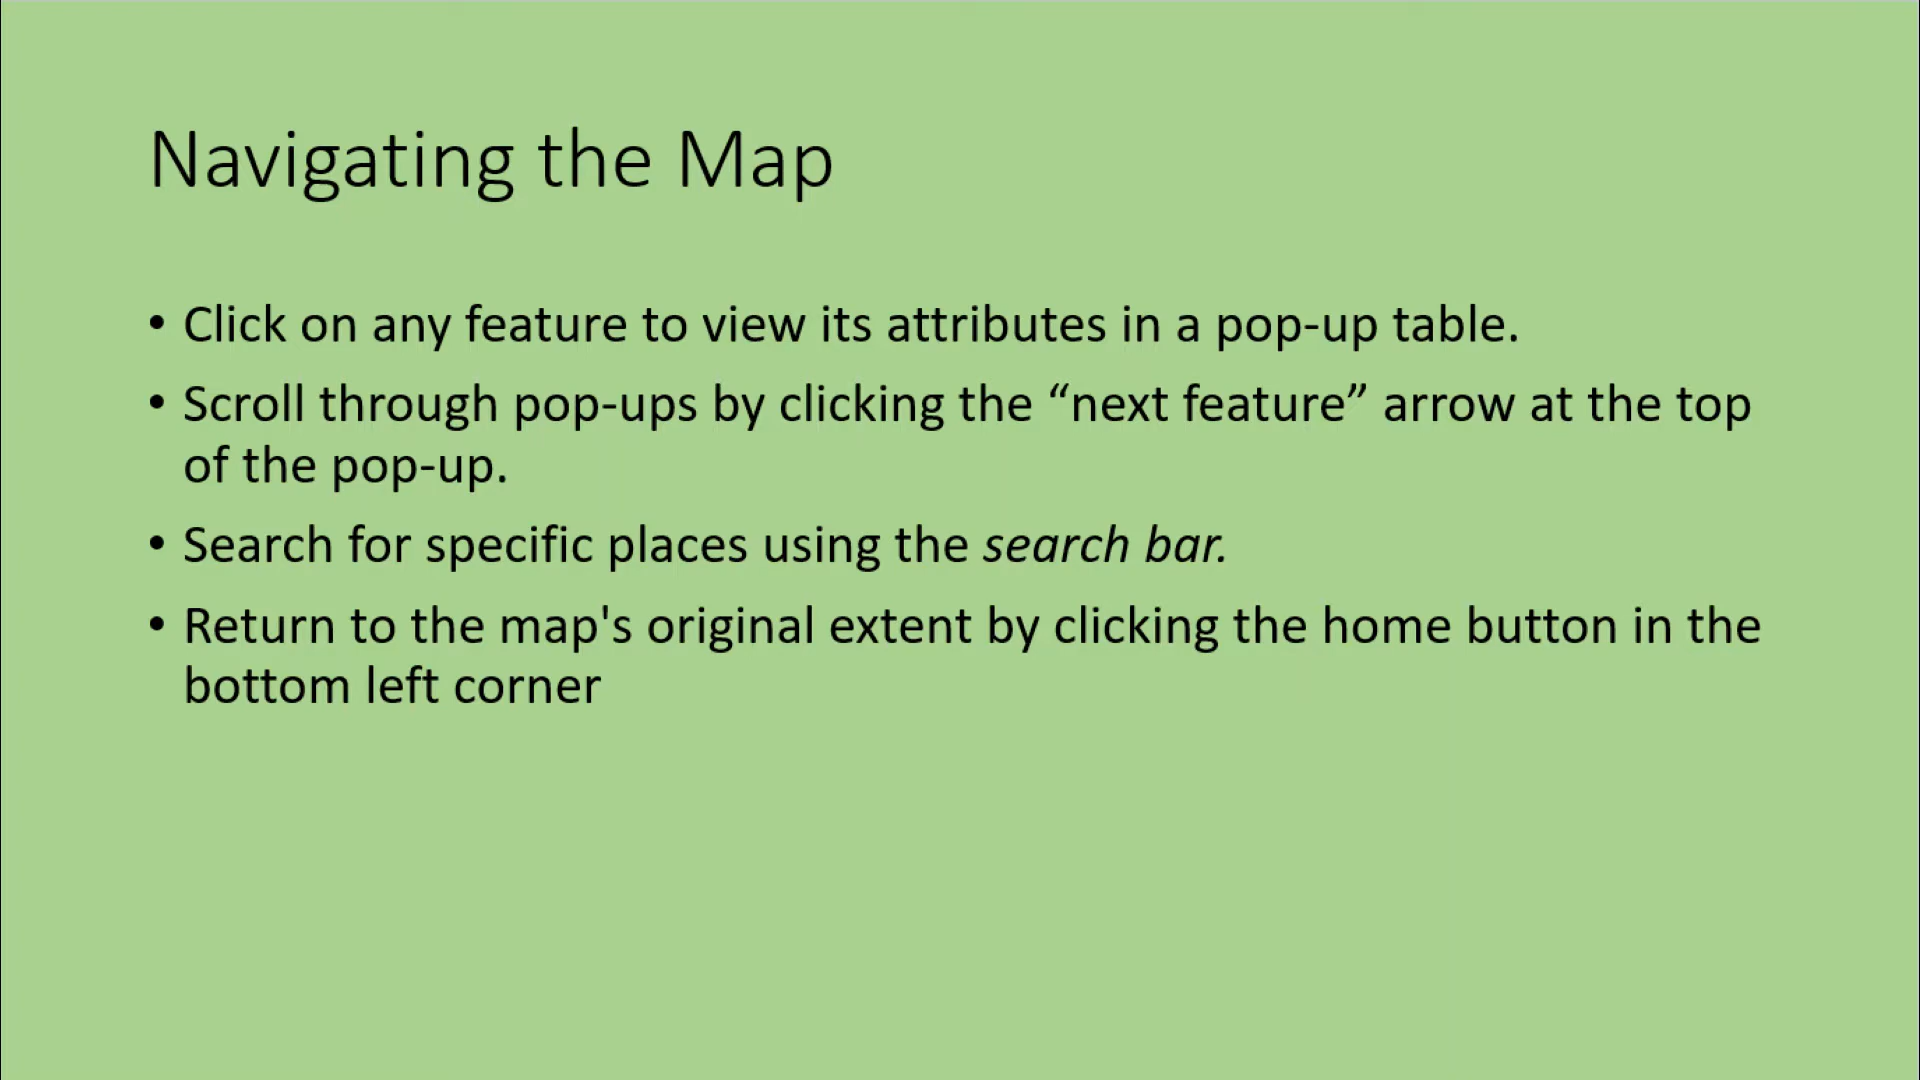 Navigating the Map
• Click on any feature to view its attributes in a pop-up table.
• Scroll through pop-ups by clicking the “next feature” arrow at the top
of the pop-up.
• Search for specific places using the search bar.
• Return to the map's original extent by clicking the home button in the
bottom left corner